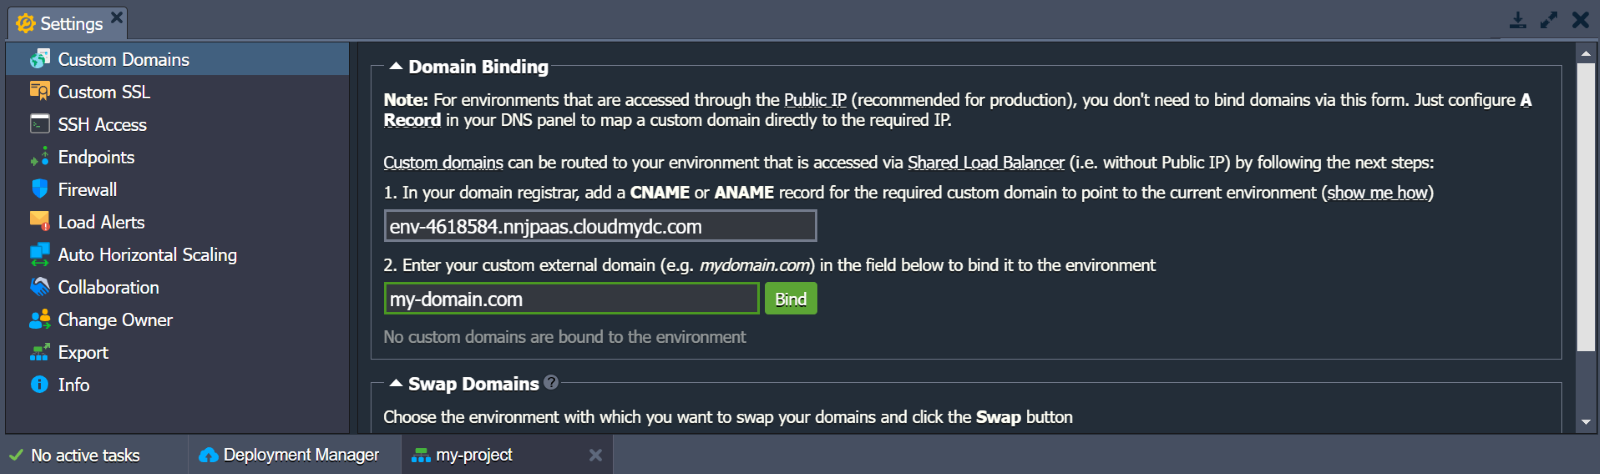 Settings
Custom Domains
Custom SSL
SSH Access
Endpoints
Firewall
Load Alerts
Auto Horizontal Scaling
Collaboration
Change Owner
Export
Info
Domain Binding
Note: For environments that are accessed through the Public IP (recommended for production), you don't need to bind domains via this form. Just configure A
Record in your DNS panel to map a custom domain directly to the required IP.
Custom domains can be routed to your environment that is accessed via Shared Load Balancer (i.e. without Public IP) by following the next steps:
1. In your domain registrar, add a CNAME or ANAME record for the required custom domain to point to the current environment (show me how)
env-4618584.nnjpaas.cloudmydc.com
2. Enter your custom external domain (e.g. mydomain.com) in the field below to bind it to the environment
my-domain.com
Bind
No custom domains are bound to the environment
Swap Domains ?
Choose the environment with which you want to swap your domains and click the Swap button
No active tasks
Deployment Manager
my-project